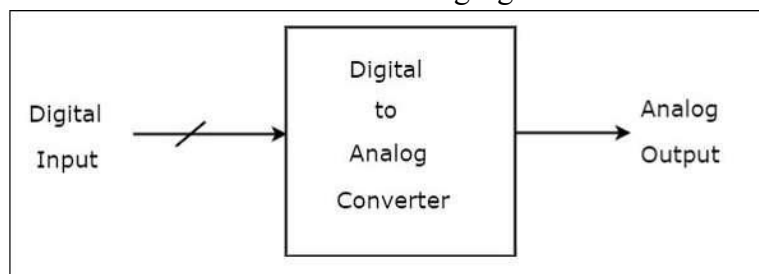 Digital
Input
Digital
to
Analog
Converter
Analog
Output